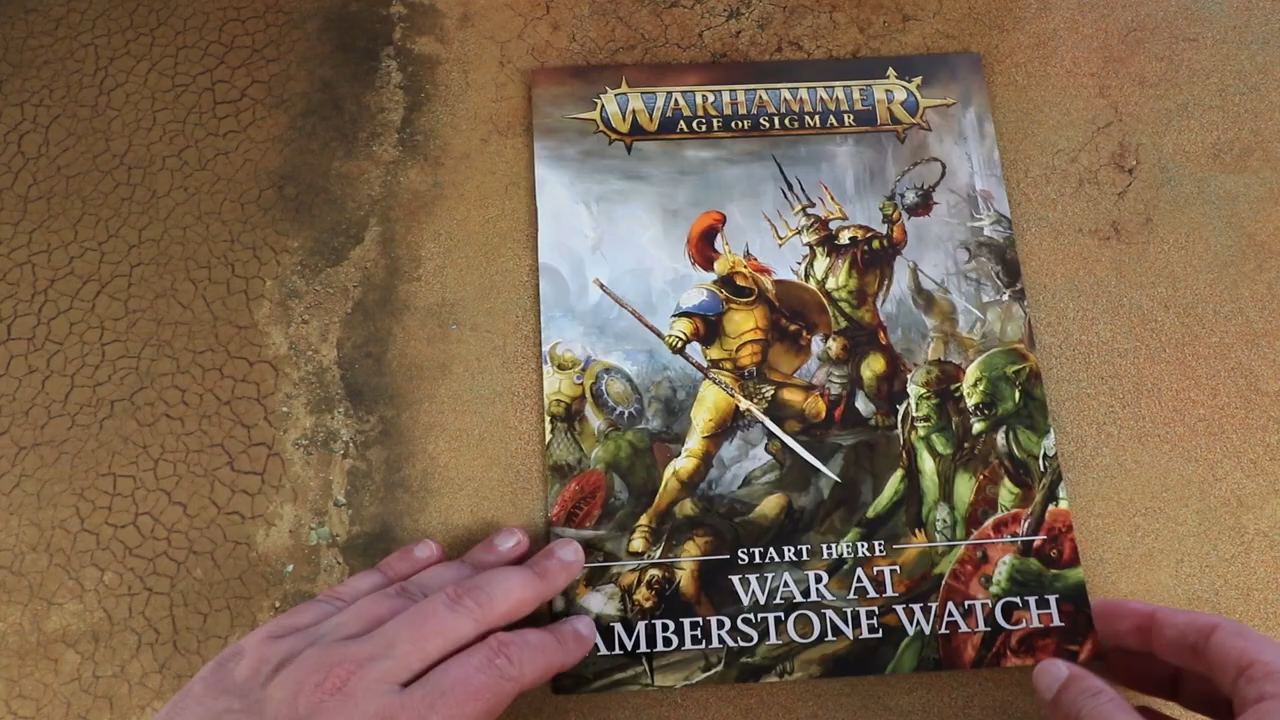 WARHAMMER
AGE OF SIGMAR
START HERE
WAR AT
AMBERSTONE WATCH